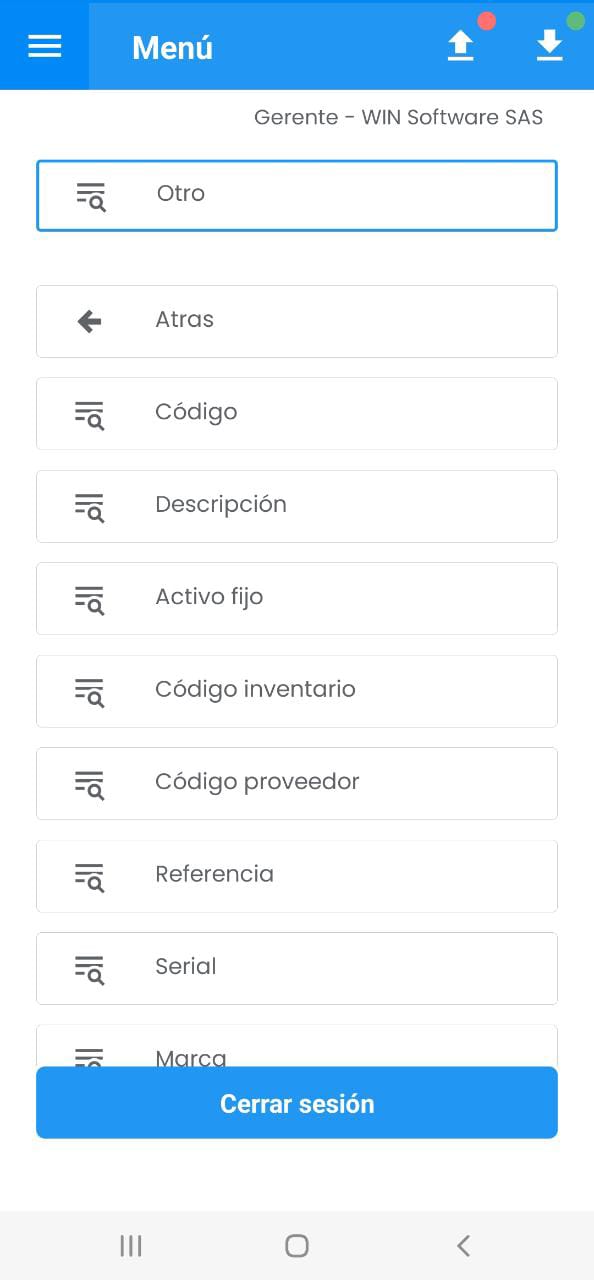 Menú
Gerente - WIN Software SAS
Otro
Atras
Código
Descripción
Activo fijo
Código inventario
Código proveedor
Referencia
Serial
Marca
Cerrar sesión